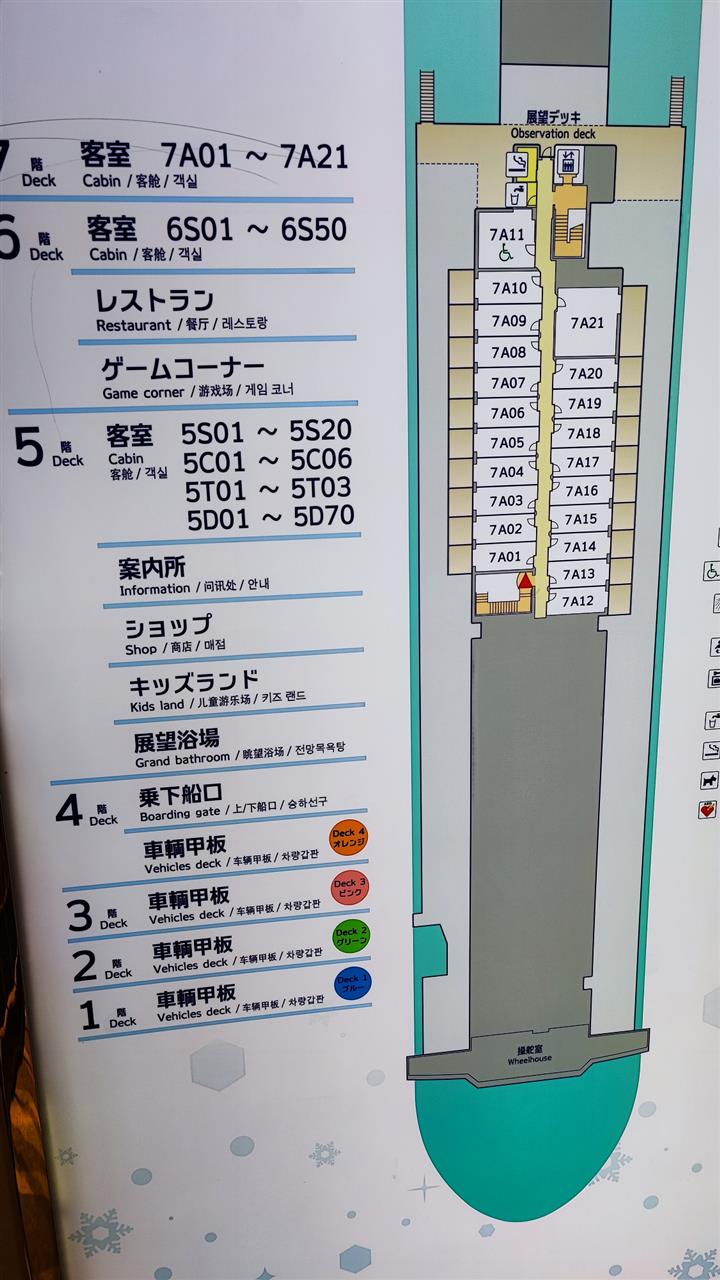 7 階 Deck 客室 7A01 ～ 7A21
Cabin / 客舱 / 객실
6 階 Deck 客室 6S01 ～ 6S50
Cabin / 客舱 / 객실
レストラン
Restaurant / 餐厅 / 레스토랑
ゲームコーナー
Game corner / 游戏场 / 게임 코너
5 階 Deck 客室 5S01 ～ 5S20
Cabin 5C01 ～ 5C06
客舱 / 객실 5T01 ～ 5T03
5D01 ～ 5D70
案内所
Information / 问讯处 / 안내
ショップ
Shop / 商店 / 매점
キッズランド
Kids land / 儿童游乐场 / 키즈 랜드
展望浴場
Grand bathroom / 眺望浴场 / 전망목욕탕
4 階 Deck 乗下船口
Boarding gate / 上/下船口 / 승하선구
車輌甲板 Deck 4 オレンジ
Vehicles deck / 车辆甲板 / 차량갑판
3 階 Deck 車輌甲板 Deck 3 ピンク
Vehicles deck / 车辆甲板 / 차량갑판
2 階 Deck 車輌甲板 Deck 2 グリーン
Vehicles deck / 车辆甲板 / 차량갑판
1 階 Deck 車輌甲板 Deck 1 ブルー
Vehicles deck / 车辆甲板 / 차량갑판
展望デッキ
Observation deck
7A11
7A10
7A09
7A08
7A07
7A06
7A05
7A04
7A03
7A02
7A01
7A21
7A20
7A19
7A18
7A17
7A16
7A15
7A14
7A13
7A12
操舵室
Wheelhouse
AED